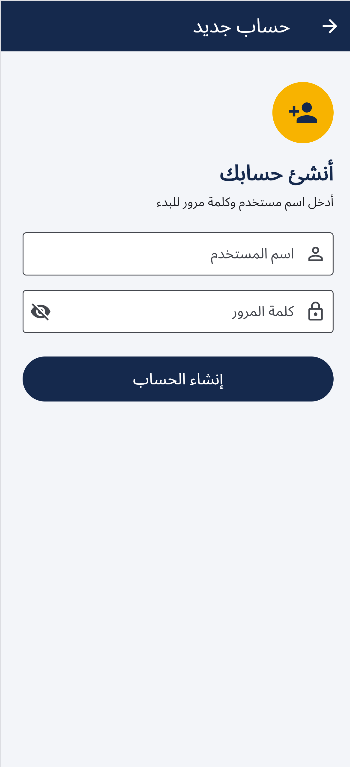 حساب جديد
أنشئ حسابك
أدخل اسم مستخدم وكلمة مرور للبدء
اسم المستخدم
كلمة المرور
إنشاء الحساب